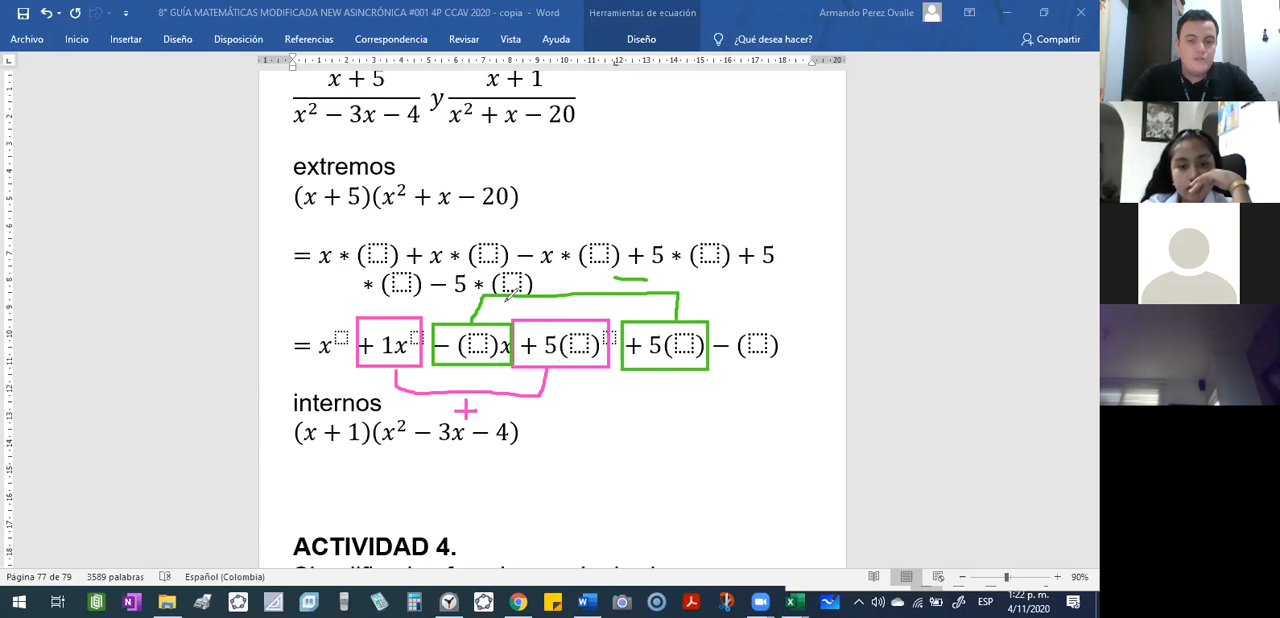 8° GUÍA MATEMÁTICAS MODIFICADA NEW ASINCRÓNICA #001 4P CCAV 2020 - copia - Word
Herramientas de ecuación
Armando Perez Ovalle
Archivo Inicio Insertar Diseño Disposición Referencias Correspondencia Revisar Vista Ayuda Diseño ¿Qué desea hacer? Compartir
x + 5 / x² − 3x − 4 y x + 1 / x² + x − 20
extremos
(x + 5)(x² + x − 20)
= x ∗ (⬚) + x ∗ (⬚) − x ∗ (⬚) + 5 ∗ (⬚) + 5
∗ (⬚) − 5 ∗ (⬚)
= x^⬚ + 1x^⬚ − (⬚)x + 5(⬚)^⬚ + 5(⬚) − (⬚)
internos
+
(x + 1)(x² − 3x − 4)
ACTIVIDAD 4.
Página 77 de 79 3589 palabras Español (Colombia) 90%
ESP
1:22 p. m.
4/11/2020